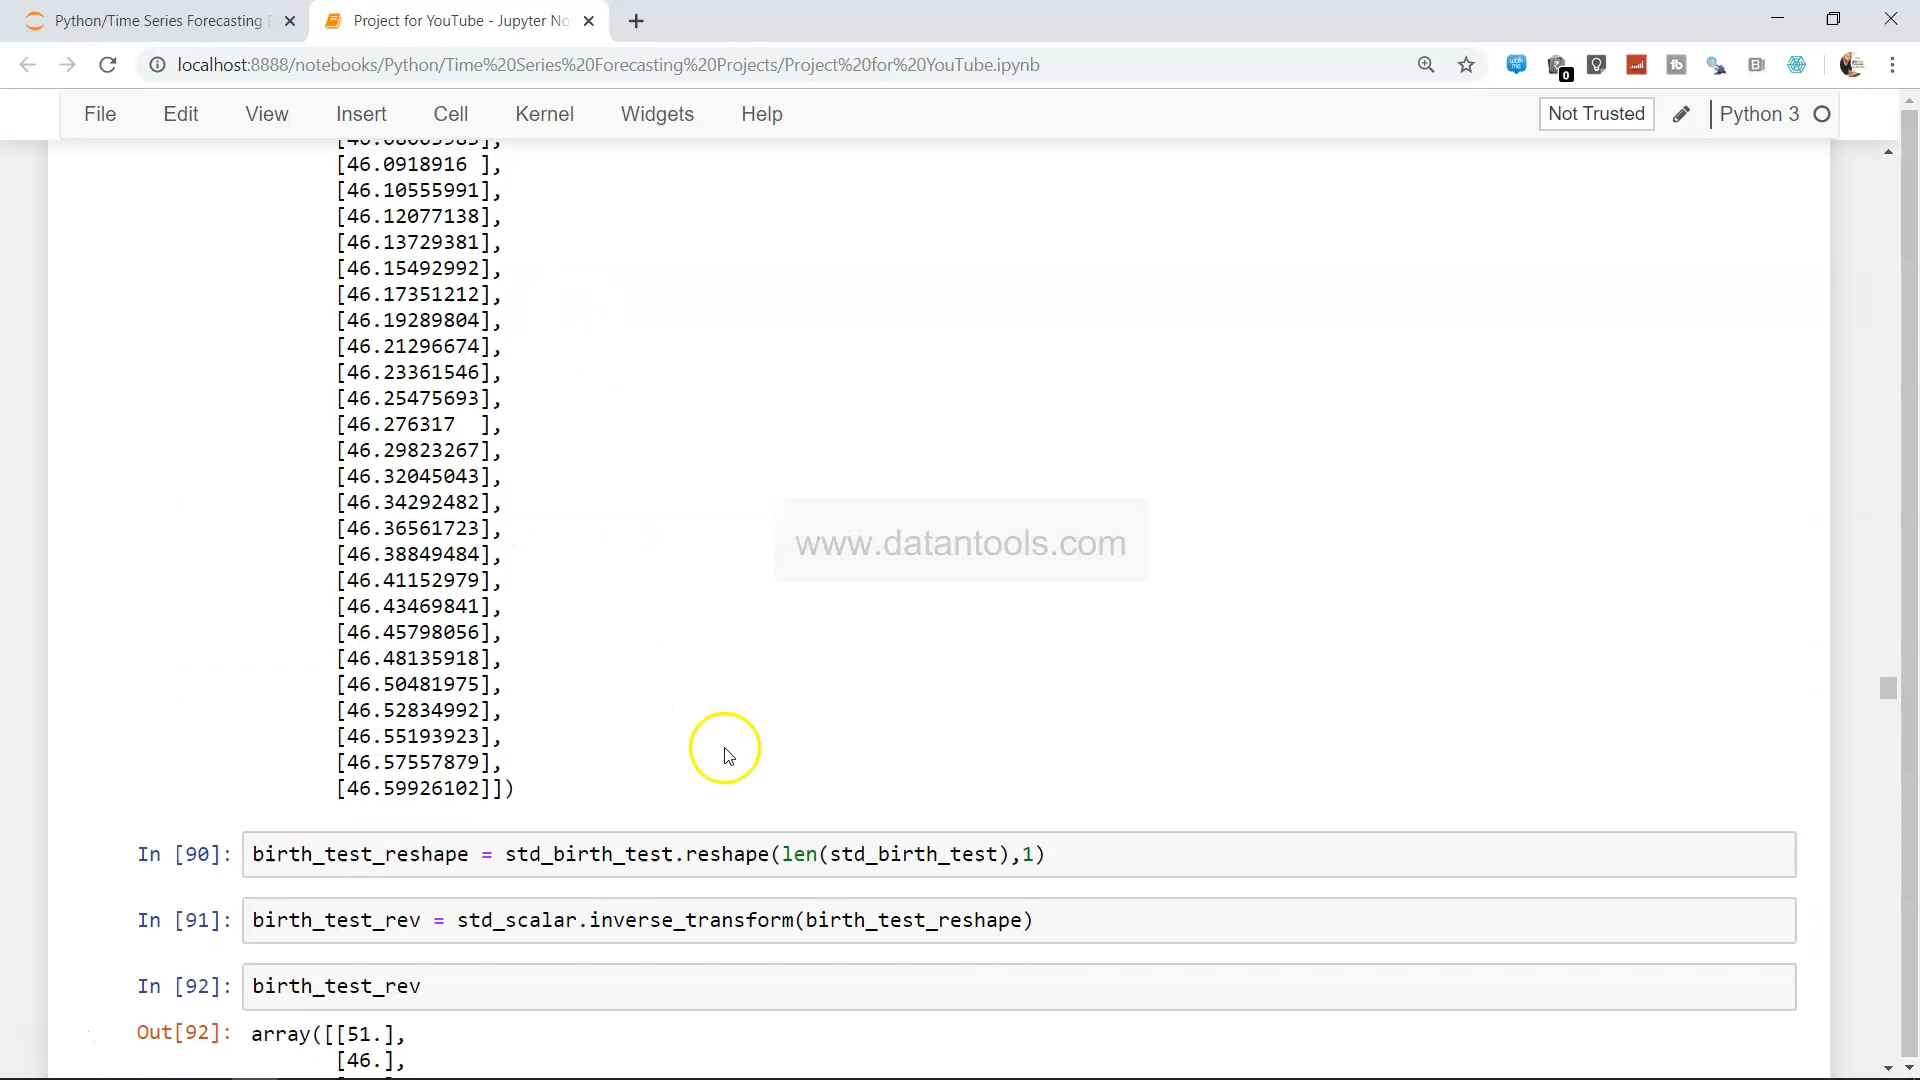 Python/Time Series Forecasting
Project for YouTube - Jupyter No
localhost:8888/notebooks/Python/Time%20Series%20Forecasting%20Projects/Project%20for%20YouTube.ipynb
File Edit View Insert Cell Kernel Widgets Help Not Trusted Python 3
[46.0918916 ],
[46.10555991],
[46.12077138],
[46.13729381],
[46.15492992],
[46.17351212],
[46.19289804],
[46.21296674],
[46.23361546],
[46.25475693],
[46.276317  ],
[46.29823267],
[46.32045043],
[46.34292482],
[46.36561723],
[46.38849484],
[46.41152979],
[46.43469841],
[46.45798056],
[46.48135918],
[46.50481975],
[46.52834992],
[46.55193923],
[46.57557879],
[46.59926102]])
www.datantools.com
In [90]: birth_test_reshape = std_birth_test.reshape(len(std_birth_test),1)
In [91]: birth_test_rev = std_scalar.inverse_transform(birth_test_reshape)
In [92]: birth_test_rev
Out[92]: array([[51.],
[46.],